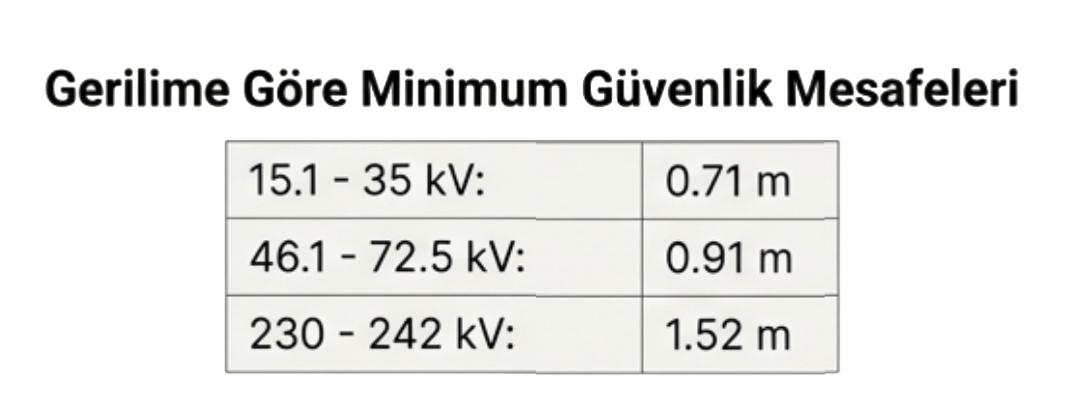 Gerilime Göre Minimum Güvenlik Mesafeleri
15.1 - 35 kV: 0.71 m
46.1 - 72.5 kV: 0.91 m
230 - 242 kV: 1.52 m